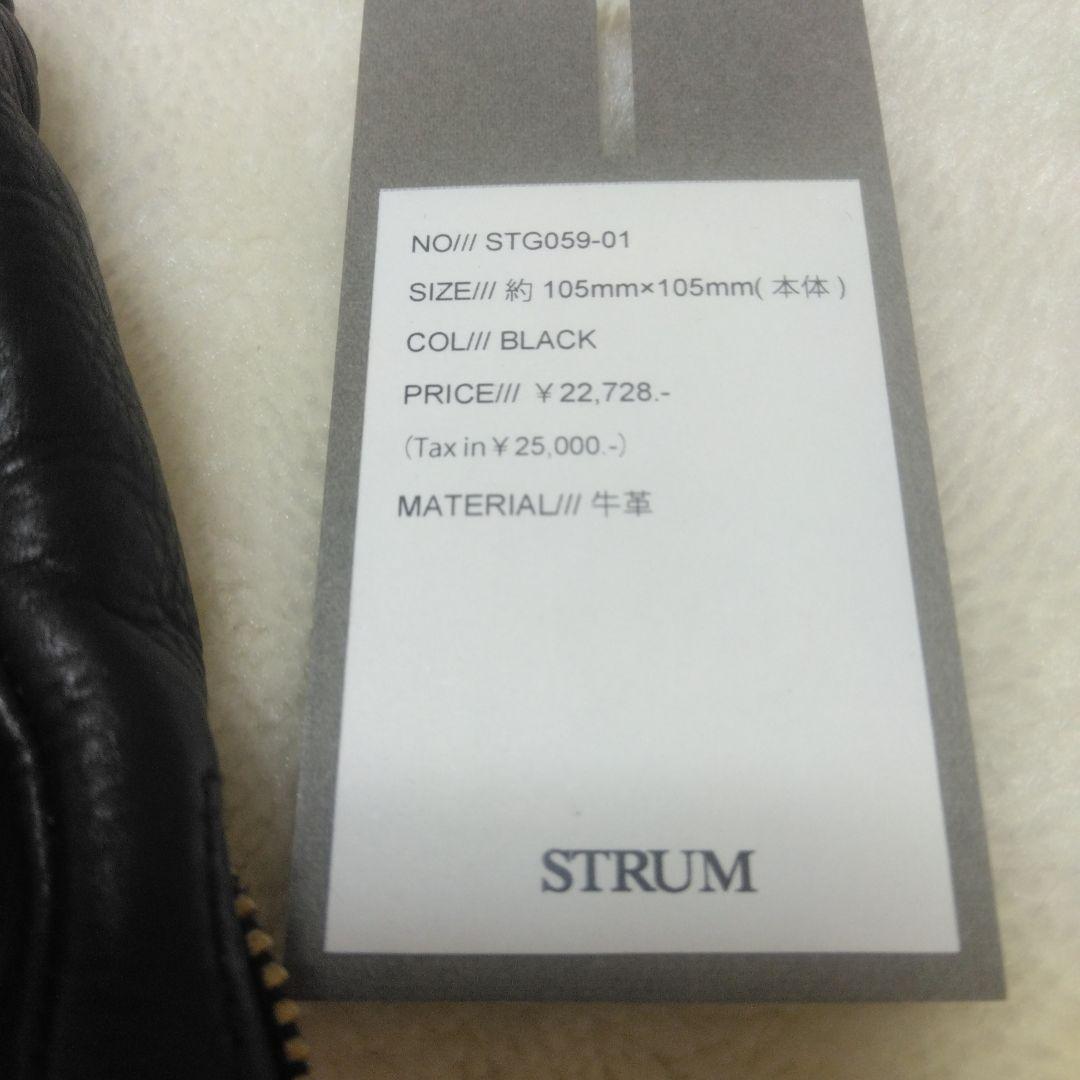 NO/// STG059-01
SIZE/// 約 105mm×105mm( 本体 )
COL/// BLACK
PRICE/// ￥22,728.-
(Tax in￥25,000.-)
MATERIAL/// 牛革
STRUM